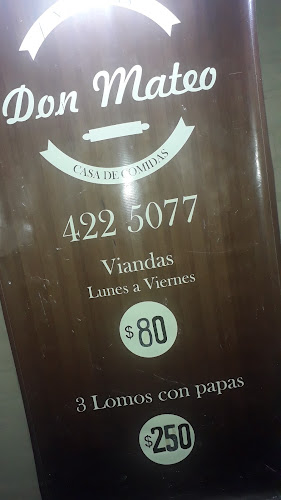 Don Mateo
CASA DE COMIDAS
422 5077
Viandas
Lunes a Viernes
$80
3 Lomos con papas
$250